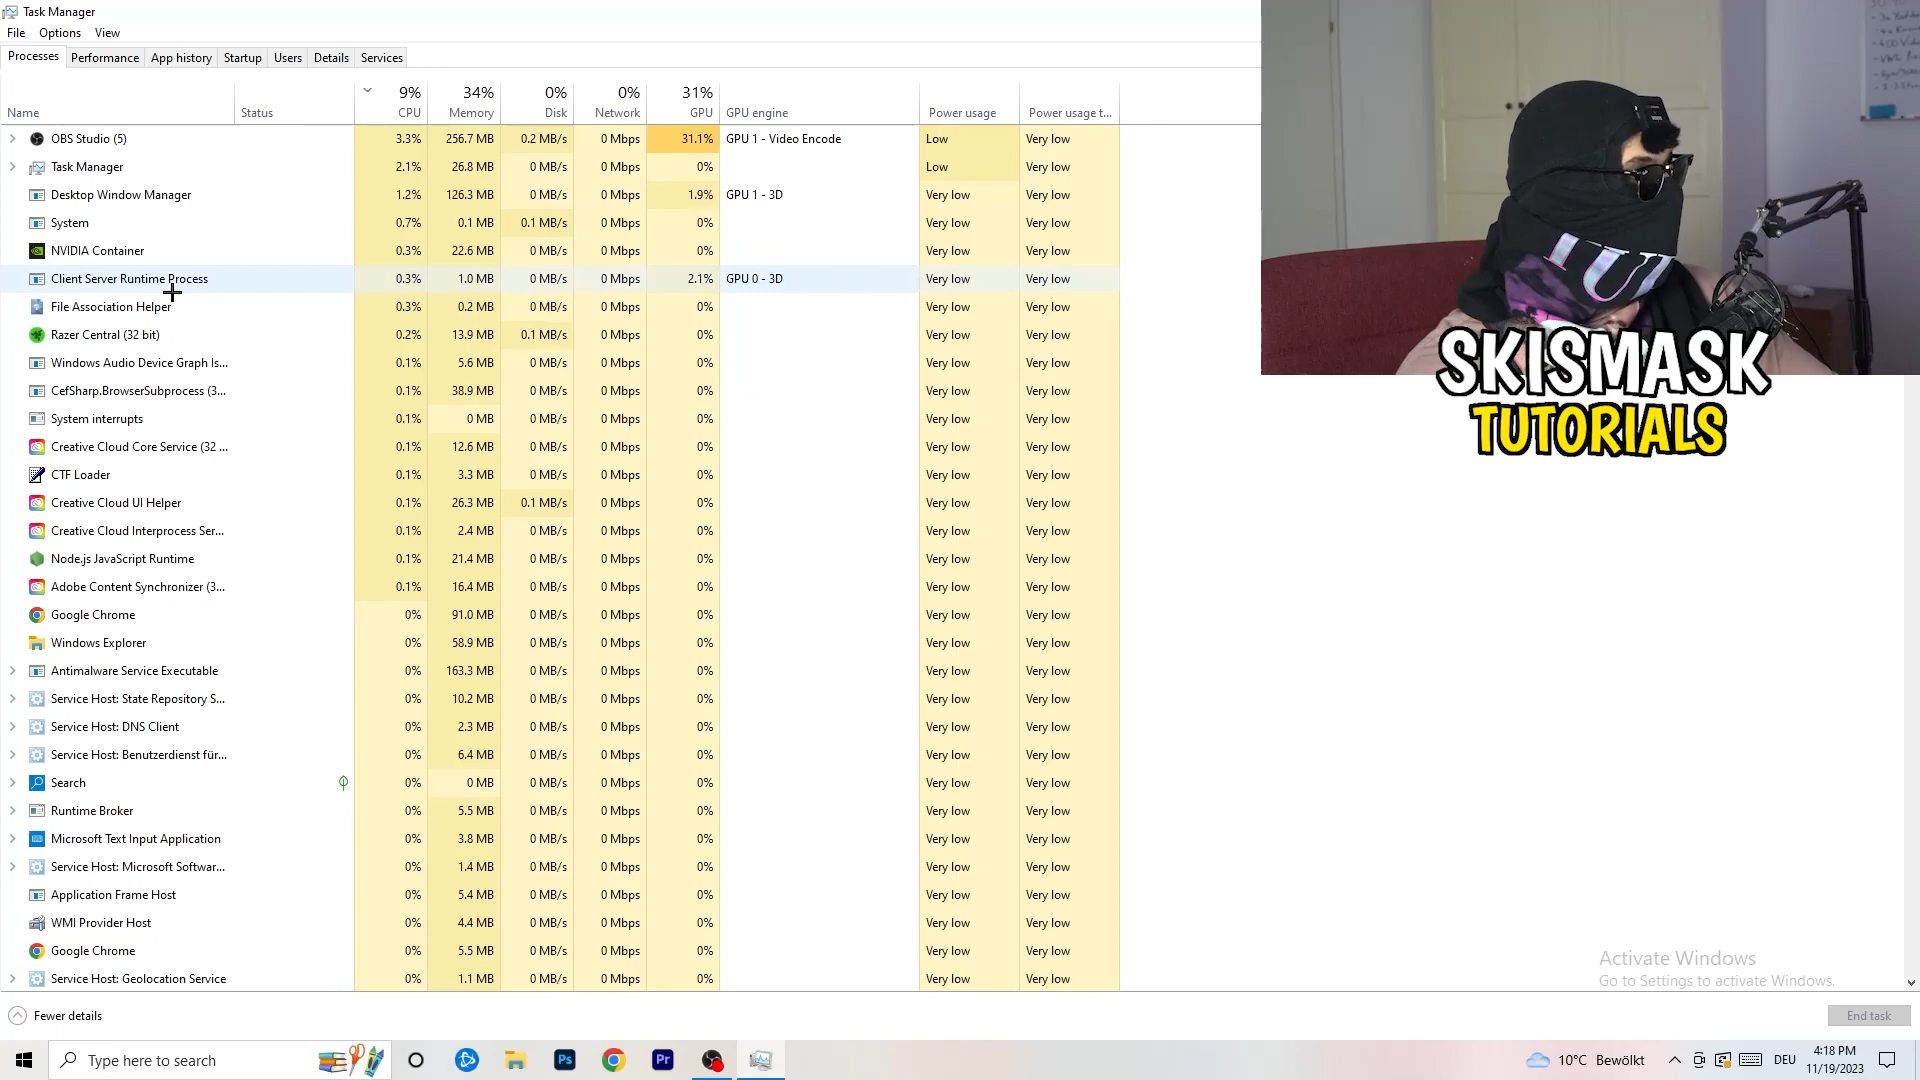 Task Manager
File Options View
Processes Performance App history Startup Users Details Services
9% 34% 0% 0% 31%
Name Status CPU Memory Disk Network GPU GPU engine Power usage Power usage t...
OBS Studio (5) 3.3% 256.7 MB 0.2 MB/s 0 Mbps 31.1% GPU 1 - Video Encode Low Very low
Task Manager 2.1% 26.8 MB 0 MB/s 0 Mbps 0% Low Very low
Desktop Window Manager 1.2% 126.3 MB 0 MB/s 0 Mbps 1.9% GPU 1 - 3D Very low Very low
System 0.7% 0.1 MB 0.1 MB/s 0 Mbps 0% Very low Very low
NVIDIA Container 0.3% 22.6 MB 0 MB/s 0 Mbps 0% Very low Very low
Client Server Runtime Process 0.3% 1.0 MB 0 MB/s 0 Mbps 2.1% GPU 0 - 3D Very low Very low
File Association Helper 0.3% 0.2 MB 0 MB/s 0 Mbps 0% Very low Very low
Razer Central (32 bit) 0.2% 13.9 MB 0.1 MB/s 0 Mbps 0% Very low Very low
Windows Audio Device Graph Is... 0.1% 5.6 MB 0 MB/s 0 Mbps 0% Very low Very low
CefSharp.BrowserSubprocess (3... 0.1% 38.9 MB 0 MB/s 0 Mbps 0% Very low Very low
System interrupts 0.1% 0 MB 0 MB/s 0 Mbps 0% Very low Very low
Creative Cloud Core Service (32 ... 0.1% 12.6 MB 0 MB/s 0 Mbps 0% Very low Very low
CTF Loader 0.1% 3.3 MB 0 MB/s 0 Mbps 0% Very low Very low
Creative Cloud UI Helper 0.1% 26.3 MB 0.1 MB/s 0 Mbps 0% Very low Very low
Creative Cloud Interprocess Ser... 0.1% 2.4 MB 0 MB/s 0 Mbps 0% Very low Very low
Node.js JavaScript Runtime 0.1% 21.4 MB 0 MB/s 0 Mbps 0% Very low Very low
Adobe Content Synchronizer (3... 0.1% 16.4 MB 0 MB/s 0 Mbps 0% Very low Very low
Google Chrome 0% 91.0 MB 0 MB/s 0 Mbps 0% Very low Very low
Windows Explorer 0% 58.9 MB 0 MB/s 0 Mbps 0% Very low Very low
Antimalware Service Executable 0% 163.3 MB 0 MB/s 0 Mbps 0% Very low Very low
Service Host: State Repository S... 0% 10.2 MB 0 MB/s 0 Mbps 0% Very low Very low
Service Host: DNS Client 0% 2.3 MB 0 MB/s 0 Mbps 0% Very low Very low
Service Host: Benutzerdienst für... 0% 6.4 MB 0 MB/s 0 Mbps 0% Very low Very low
Search 0% 0 MB 0 MB/s 0 Mbps 0% Very low Very low
Runtime Broker 0% 5.5 MB 0 MB/s 0 Mbps 0% Very low Very low
Microsoft Text Input Application 0% 3.8 MB 0 MB/s 0 Mbps 0% Very low Very low
Service Host: Microsoft Softwar... 0% 1.4 MB 0 MB/s 0 Mbps 0% Very low Very low
Application Frame Host 0% 5.4 MB 0 MB/s 0 Mbps 0% Very low Very low
WMI Provider Host 0% 4.4 MB 0 MB/s 0 Mbps 0% Very low Very low
Google Chrome 0% 5.5 MB 0 MB/s 0 Mbps 0% Very low Very low
Service Host: Geolocation Service 0% 1.1 MB 0 MB/s 0 Mbps 0% Very low Very low
SKISMASK
TUTORIALS
Activate Windows
Go to Settings to activate Windows.
Fewer details End task
Type here to search Ps Pr 10°C Bewölkt DEU 4:18 PM
11/19/2023